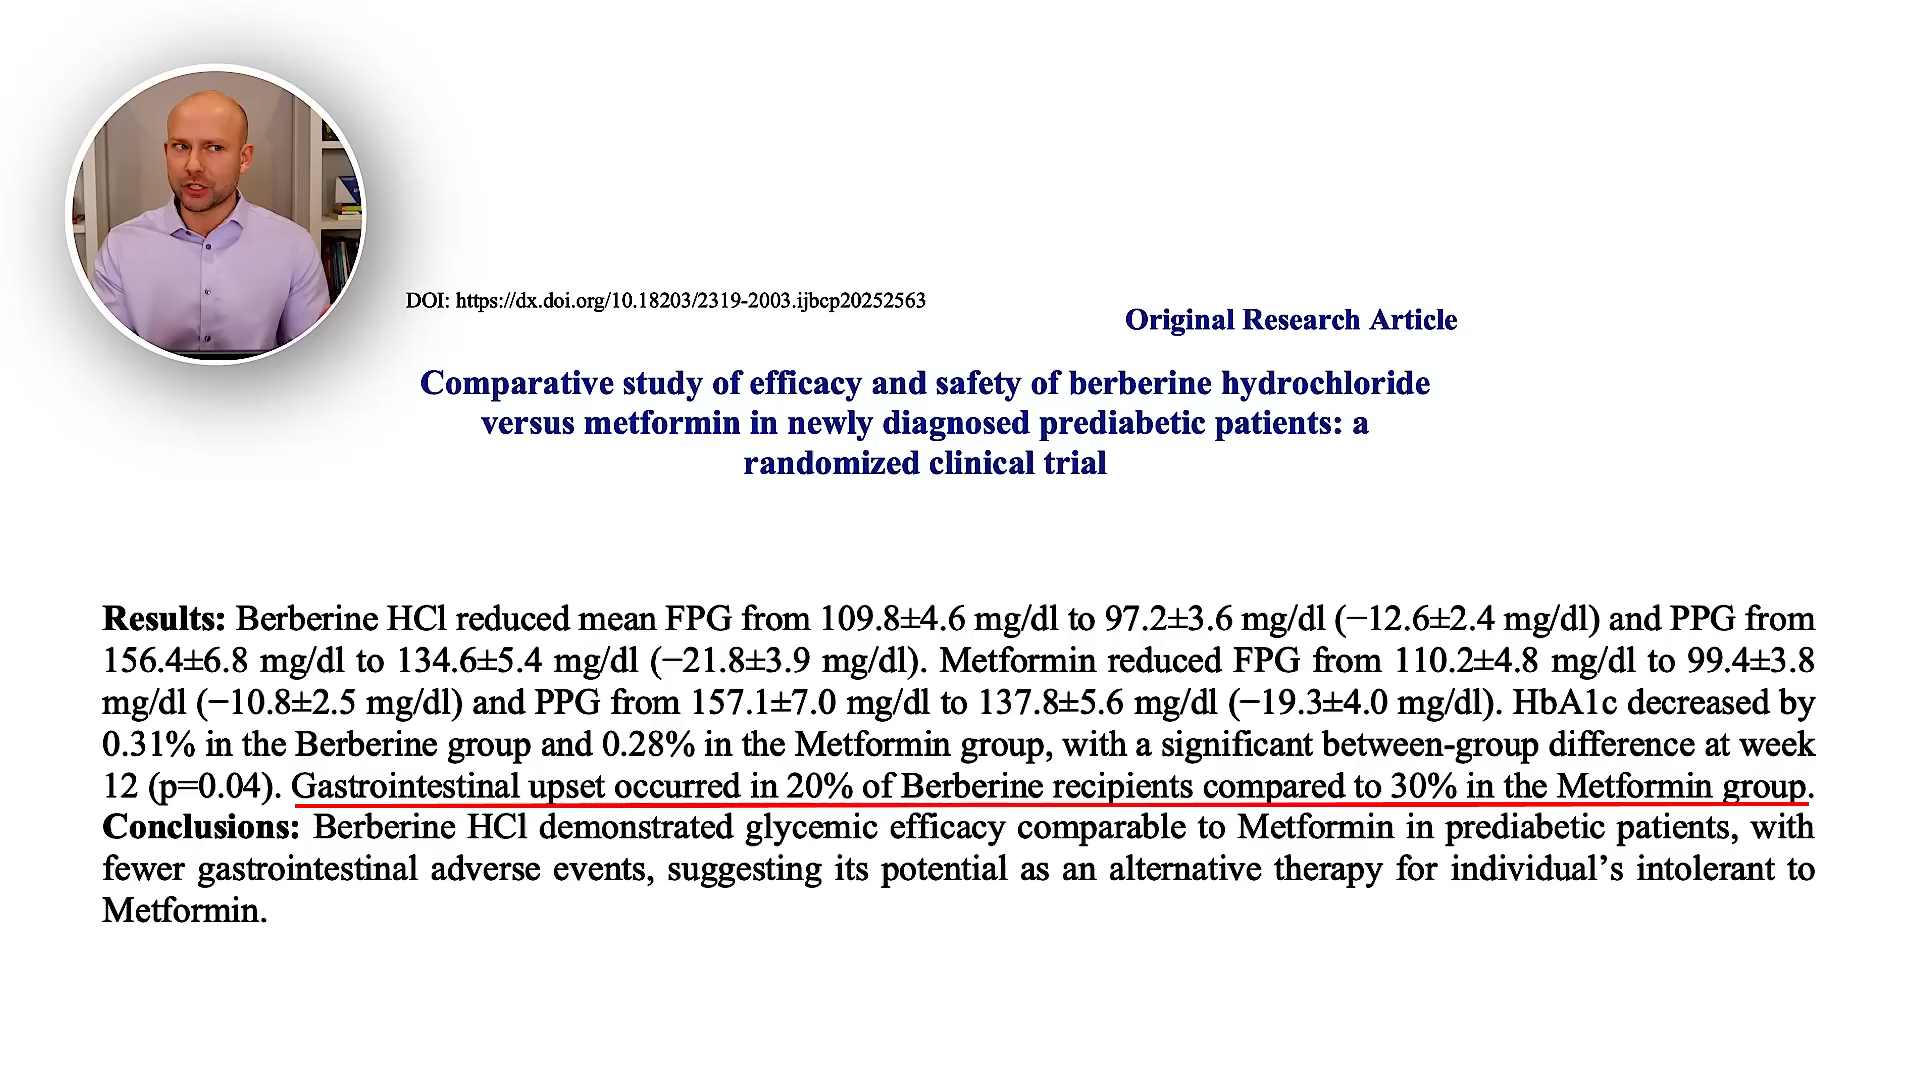 DOI: https://dx.doi.org/10.18203/2319-2003.ijbcp20252563
Original Research Article
Comparative study of efficacy and safety of berberine hydrochloride
versus metformin in newly diagnosed prediabetic patients: a
randomized clinical trial
Results: Berberine HCl reduced mean FPG from 109.8±4.6 mg/dl to 97.2±3.6 mg/dl (−12.6±2.4 mg/dl) and PPG from
156.4±6.8 mg/dl to 134.6±5.4 mg/dl (−21.8±3.9 mg/dl). Metformin reduced FPG from 110.2±4.8 mg/dl to 99.4±3.8
mg/dl (−10.8±2.5 mg/dl) and PPG from 157.1±7.0 mg/dl to 137.8±5.6 mg/dl (−19.3±4.0 mg/dl). HbA1c decreased by
0.31% in the Berberine group and 0.28% in the Metformin group, with a significant between-group difference at week
12 (p=0.04). Gastrointestinal upset occurred in 20% of Berberine recipients compared to 30% in the Metformin group.
Conclusions: Berberine HCl demonstrated glycemic efficacy comparable to Metformin in prediabetic patients, with
fewer gastrointestinal adverse events, suggesting its potential as an alternative therapy for individual’s intolerant to
Metformin.